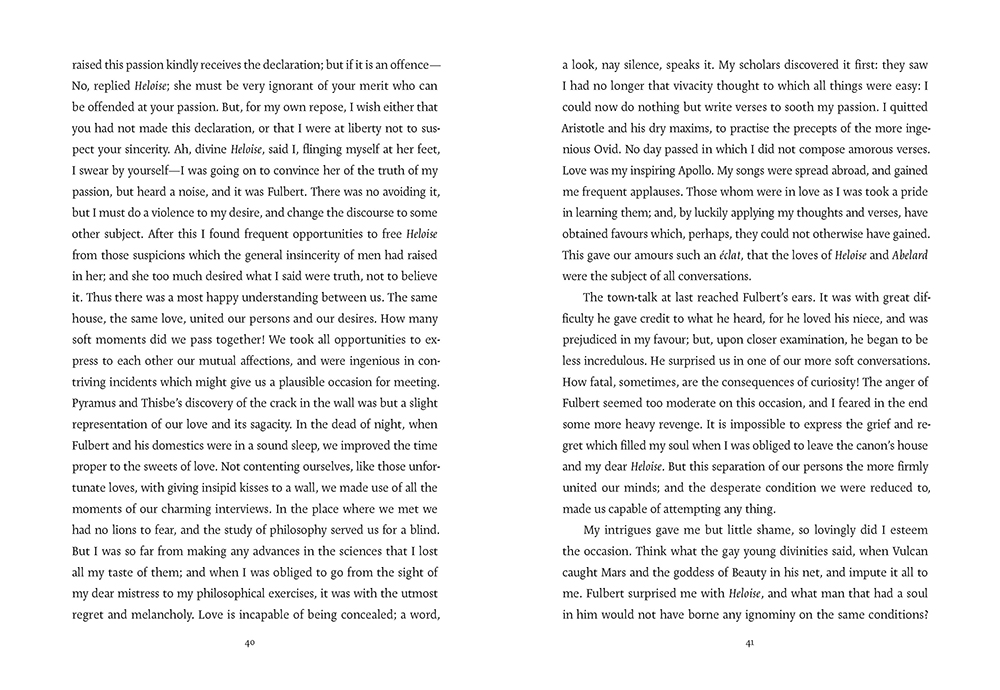 raised this passion kindly receives the declaration; but if it is an offence—
No, replied Heloise; she must be very ignorant of your merit who can
be offended at your passion. But, for my own repose, I wish either that
you had not made this declaration, or that I were at liberty not to sus-
pect your sincerity. Ah, divine Heloise, said I, flinging myself at her feet,
I swear by yourself—I was going on to convince her of the truth of my
passion, but heard a noise, and it was Fulbert. There was no avoiding it,
but I must do a violence to my desire, and change the discourse to some
other subject. After this I found frequent opportunities to free Heloise
from those suspicions which the general insincerity of men had raised
in her; and she too much desired what I said were truth, not to believe
it. Thus there was a most happy understanding between us. The same
house, the same love, united our persons and our desires. How many
soft moments did we pass together! We took all opportunities to ex-
press to each other our mutual affections, and were ingenious in con-
triving incidents which might give us a plausible occasion for meeting.
Pyramus and Thisbe's discovery of the crack in the wall was but a slight
representation of our love and its sagacity. In the dead of night, when
Fulbert and his domestics were in a sound sleep, we improved the time
proper to the sweets of love. Not contenting ourselves, like those unfor-
tunate loves, with giving insipid kisses to a wall, we made use of all the
moments of our charming interviews. In the place where we met we
had no lions to fear, and the study of philosophy served us for a blind.
But I was so far from making any advances in the sciences that I lost
all my taste of them; and when I was obliged to go from the sight of
my dear mistress to my philosophical exercises, it was with the utmost
regret and melancholy. Love is incapable of being concealed; a word,
40
a look, nay silence, speaks it. My scholars discovered it first: they saw
I had no longer that vivacity thought to which all things were easy: I
could now do nothing but write verses to sooth my passion. I quitted
Aristotle and his dry maxims, to practise the precepts of the more inge-
nious Ovid. No day passed in which I did not compose amorous verses.
Love was my inspiring Apollo. My songs were spread abroad, and gained
me frequent applauses. Those whom were in love as I was took a pride
in learning them; and, by luckily applying my thoughts and verses, have
obtained favours which, perhaps, they could not otherwise have gained.
This gave our amours such an éclat, that the loves of Heloise and Abelard
were the subject of all conversations.
The town-talk at last reached Fulbert's ears. It was with great dif-
ficulty he gave credit to what he heard, for he loved his niece, and was
prejudiced in my favour; but, upon closer examination, he began to be
less incredulous. He surprised us in one of our more soft conversations.
How fatal, sometimes, are the consequences of curiosity! The anger of
Fulbert seemed too moderate on this occasion, and I feared in the end
some more heavy revenge. It is impossible to express the grief and re-
gret which filled my soul when I was obliged to leave the canon's house
and my dear Heloise. But this separation of our persons the more firmly
united our minds; and the desperate condition we were reduced to,
made us capable of attempting any thing.
My intrigues gave me but little shame, so lovingly did I esteem
the occasion. Think what the gay young divinities said, when Vulcan
caught Mars and the goddess of Beauty in his net, and impute it all to
me. Fulbert surprised me with Heloise, and what man that had a soul
in him would not have borne any ignominy on the same conditions?
41